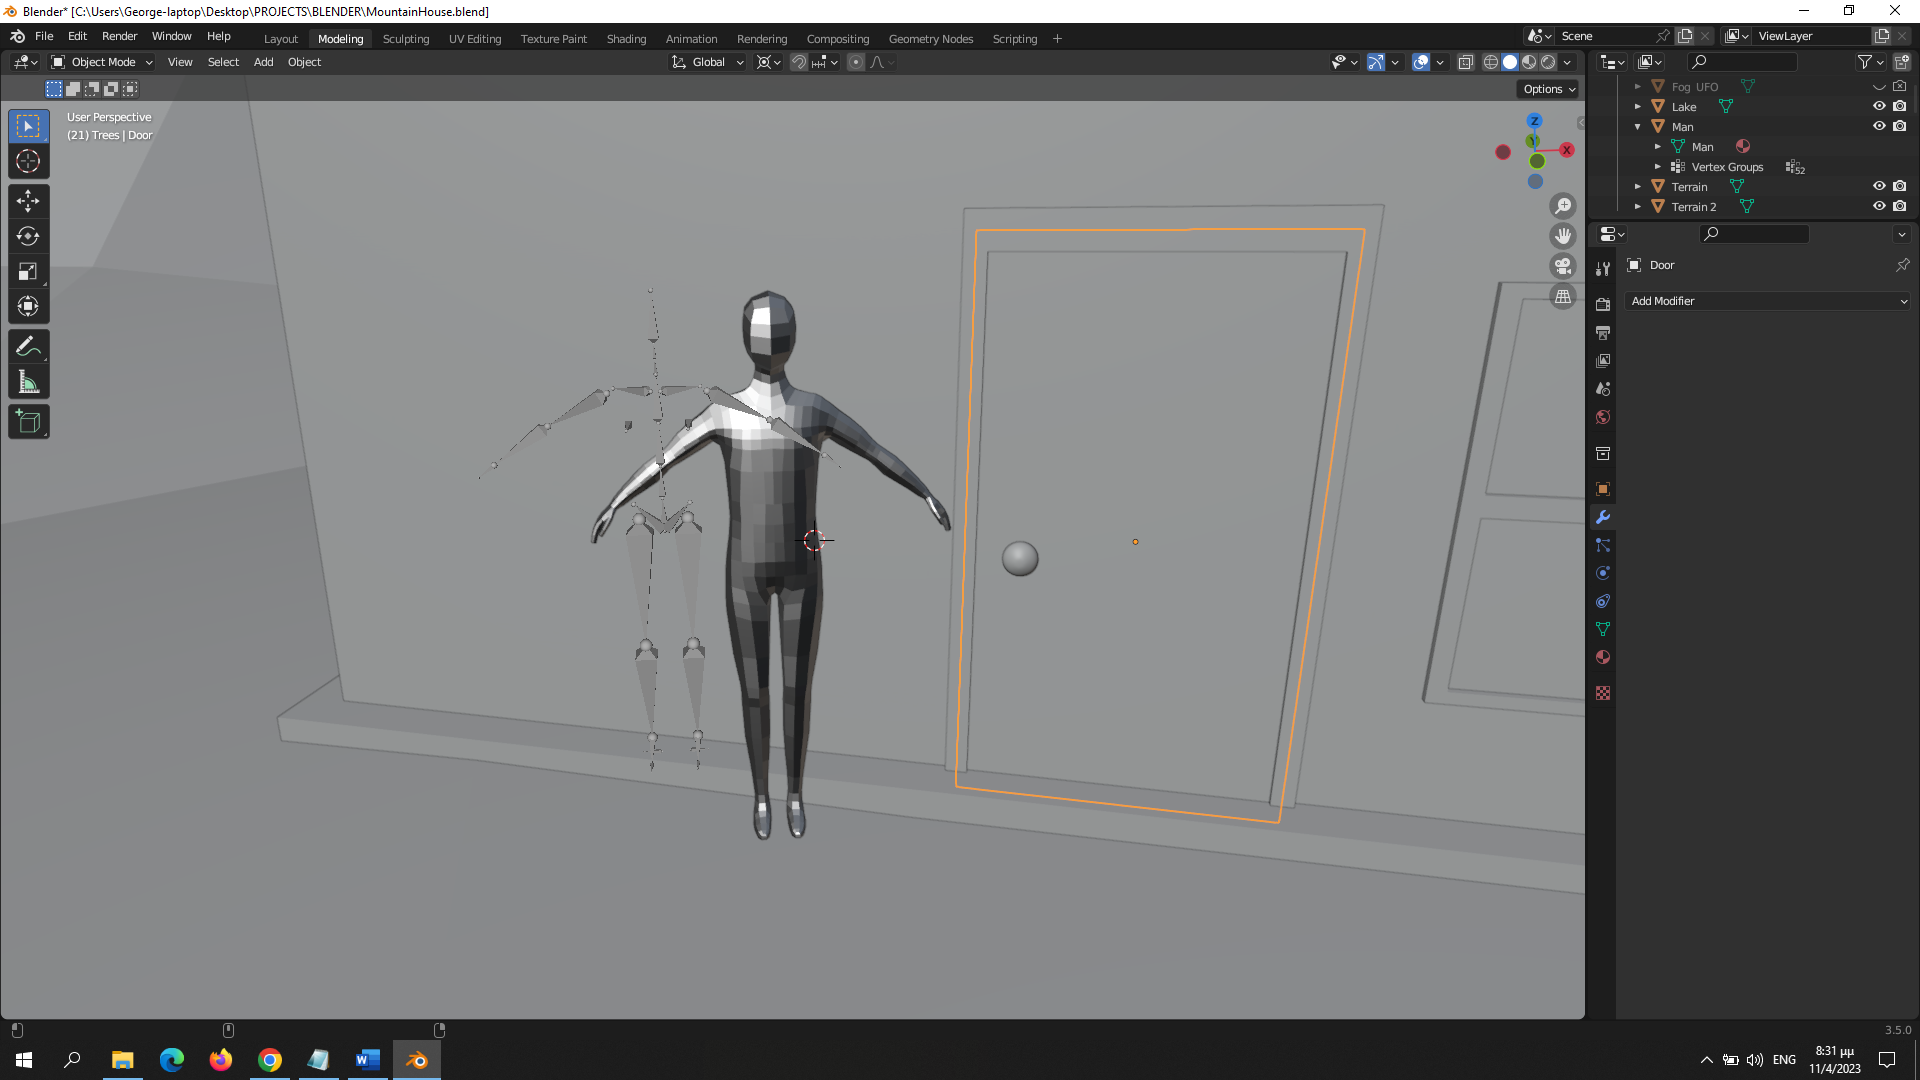 Blender* [C:\Users\George-laptop\Desktop\PROJECTS\BLENDER\MountainHouse.blend]
File Edit Render Window Help Layout Modeling Sculpting UV Editing Texture Paint Shading Animation Rendering Compositing Geometry Nodes Scripting + Scene ViewLayer
Object Mode View Select Add Object Global
Options
User Perspective
(21) Trees | Door
Z
Y
X
Fog UFO
Lake
Man
Man
Vertex Groups 52
Terrain
Terrain 2
Door
Add Modifier
3.5.0
ENG
8:31 μμ
11/4/2023